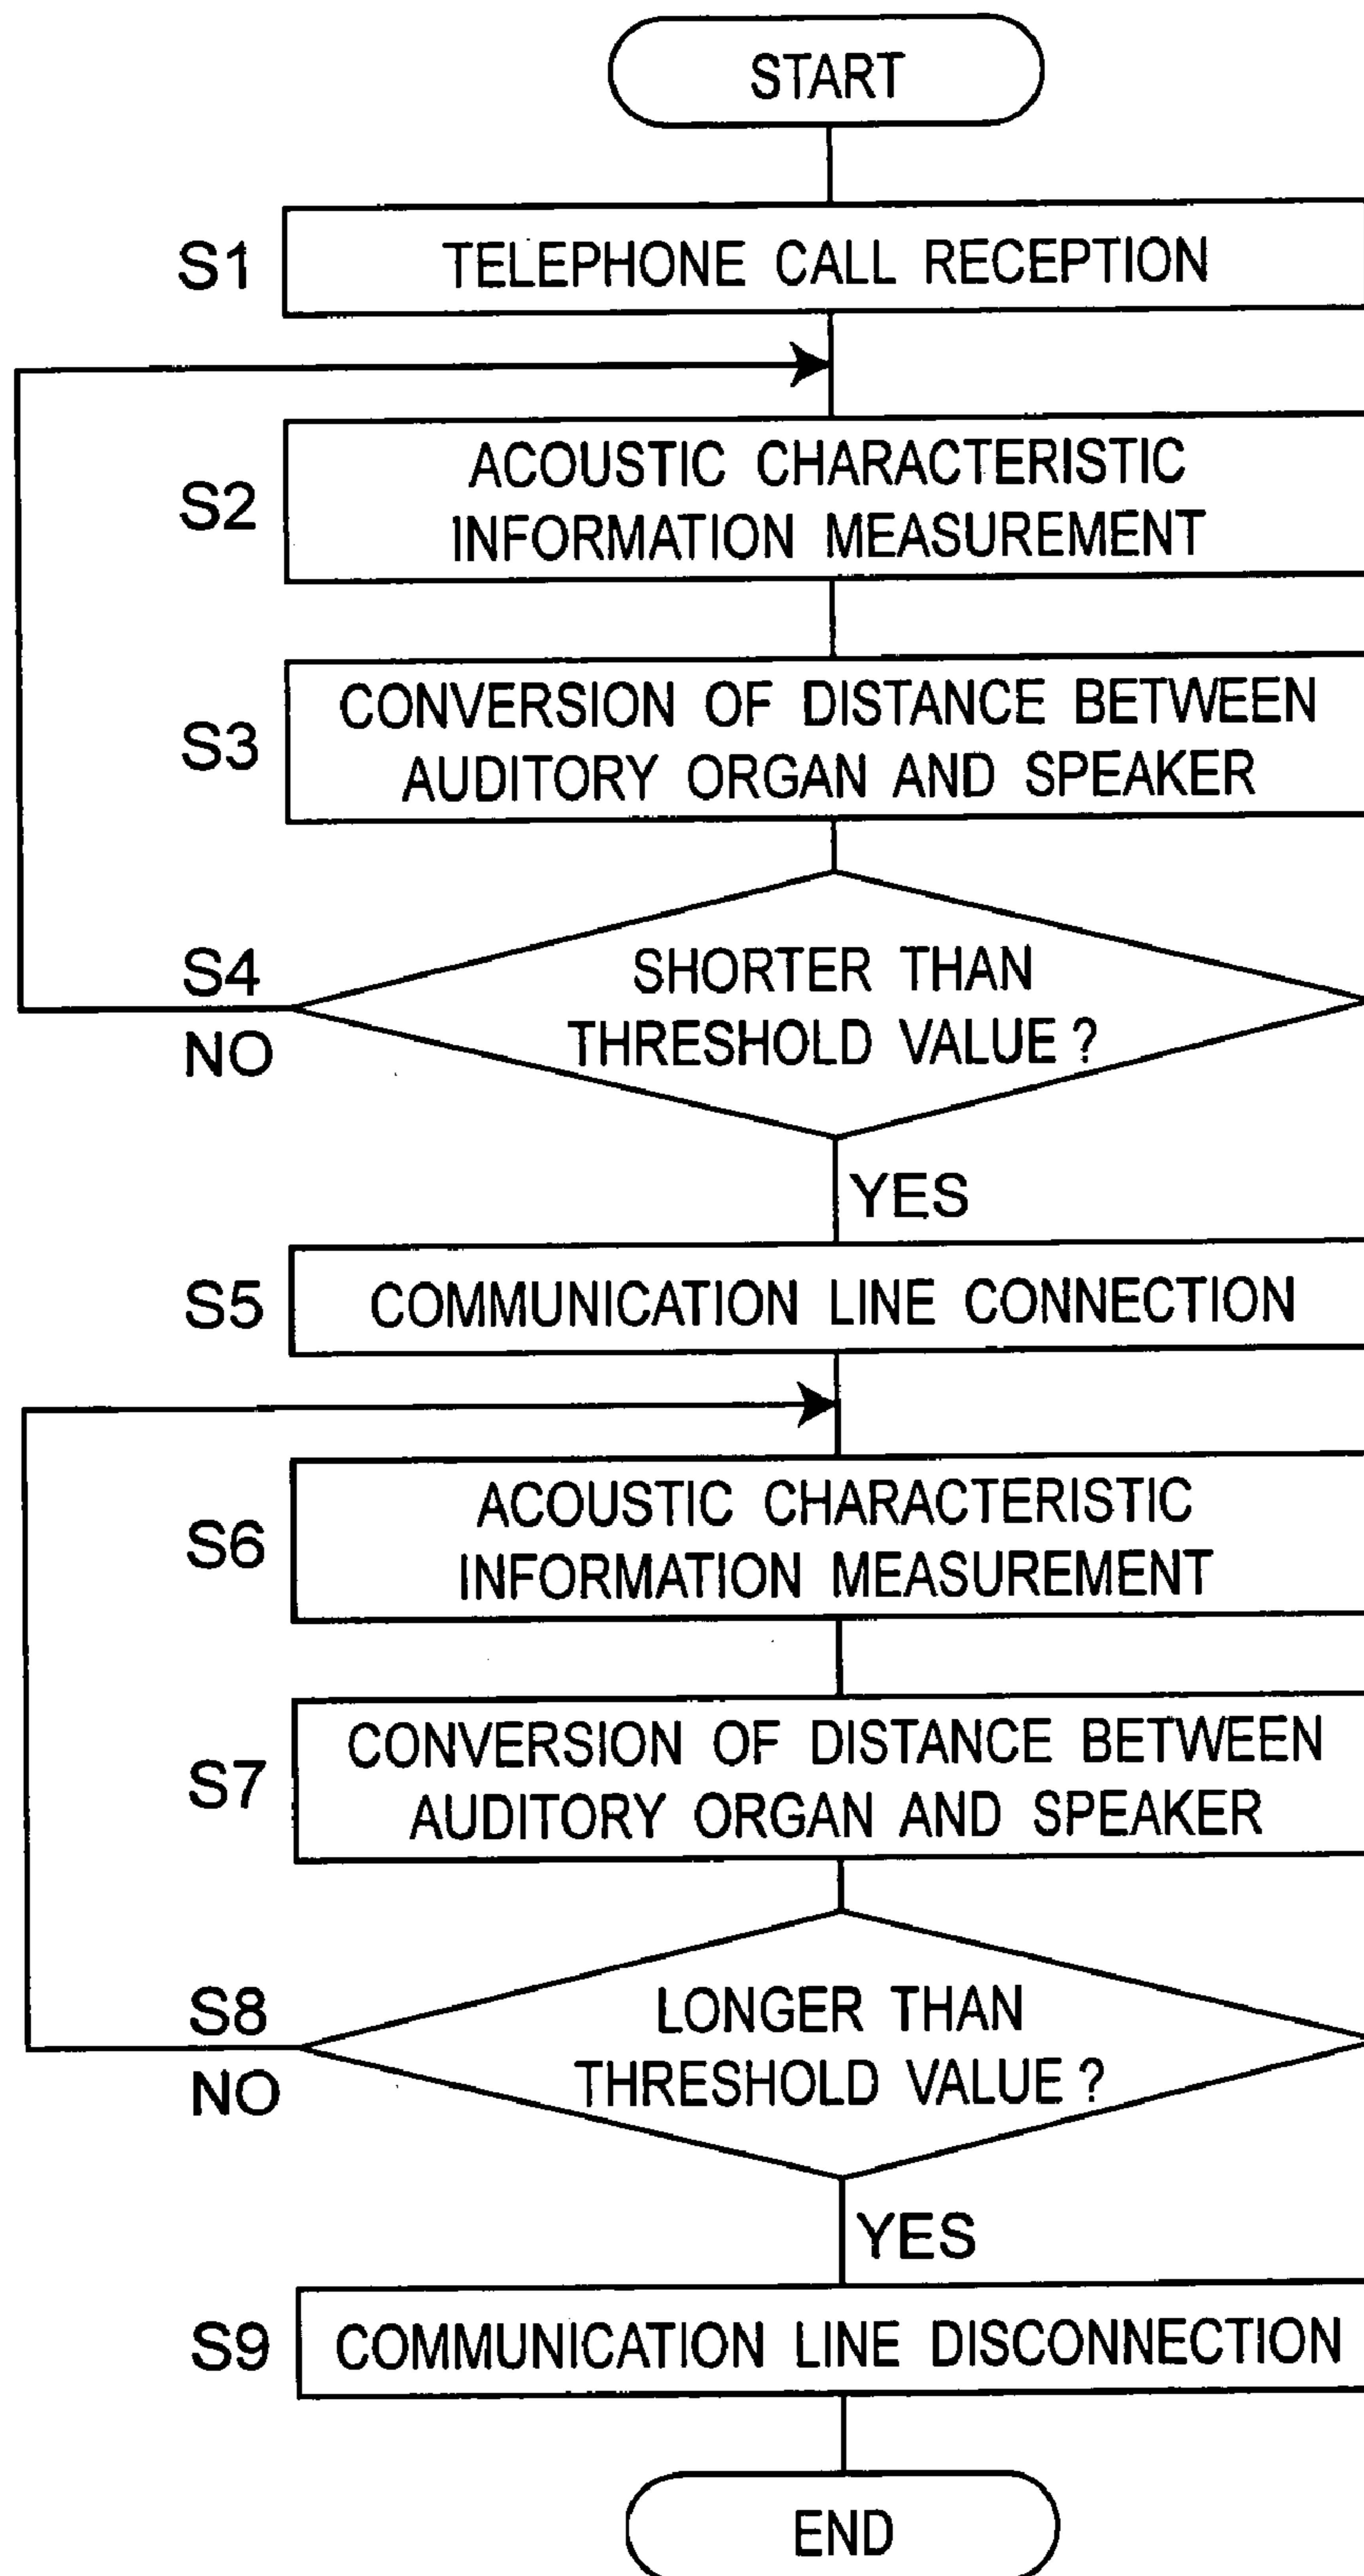 START
S1
TELEPHONE CALL RECEPTION
S2
ACOUSTIC CHARACTERISTIC
INFORMATION MEASUREMENT
S3
CONVERSION OF DISTANCE BETWEEN
AUDITORY ORGAN AND SPEAKER
S4
NO
SHORTER THAN
THRESHOLD VALUE ?
YES
S5
COMMUNICATION LINE CONNECTION
S6
ACOUSTIC CHARACTERISTIC
INFORMATION MEASUREMENT
S7
CONVERSION OF DISTANCE BETWEEN
AUDITORY ORGAN AND SPEAKER
S8
NO
LONGER THAN
THRESHOLD VALUE ?
YES
S9
COMMUNICATION LINE DISCONNECTION
END